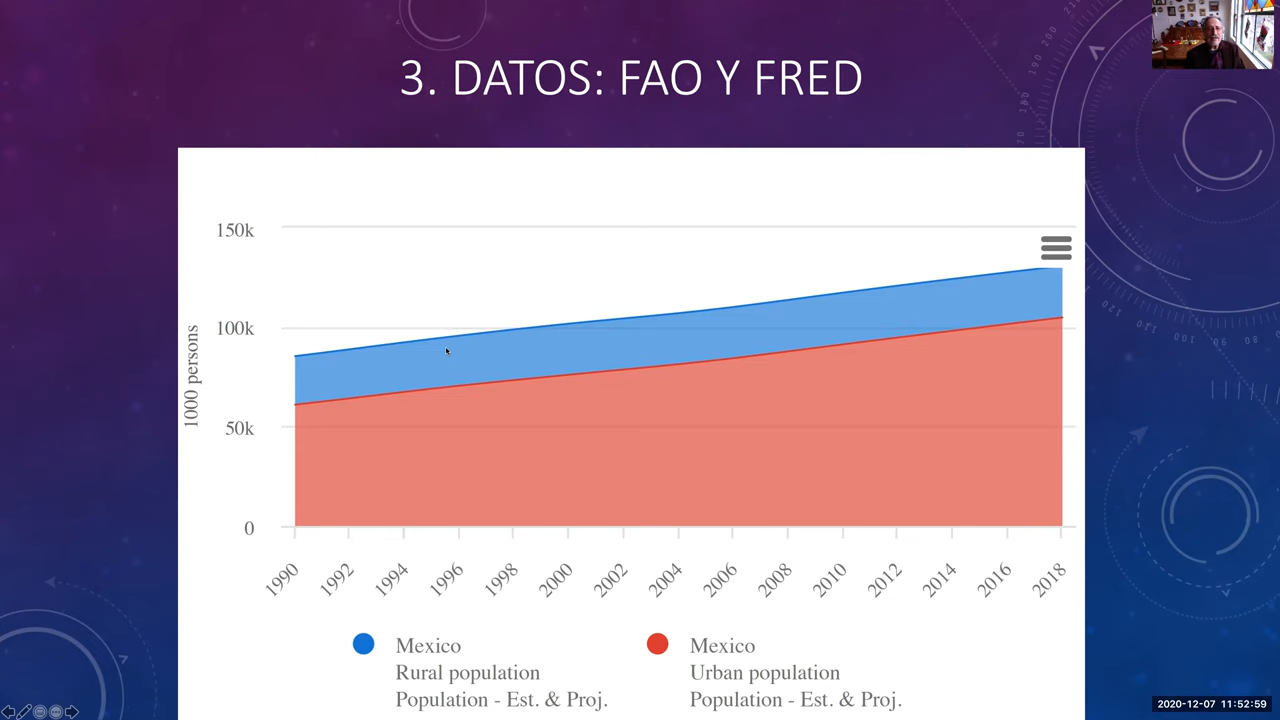 3. DATOS: FAO Y FRED
150k
100k
50k
0
1000 persons
1990 1992 1994 1996 1998 2000 2002 2004 2006 2008 2010 2012 2014 2016 2018
Mexico
Rural population
Population - Est. & Proj.
Mexico
Urban population
Population - Est. & Proj.
2020-12-07 11:52:59